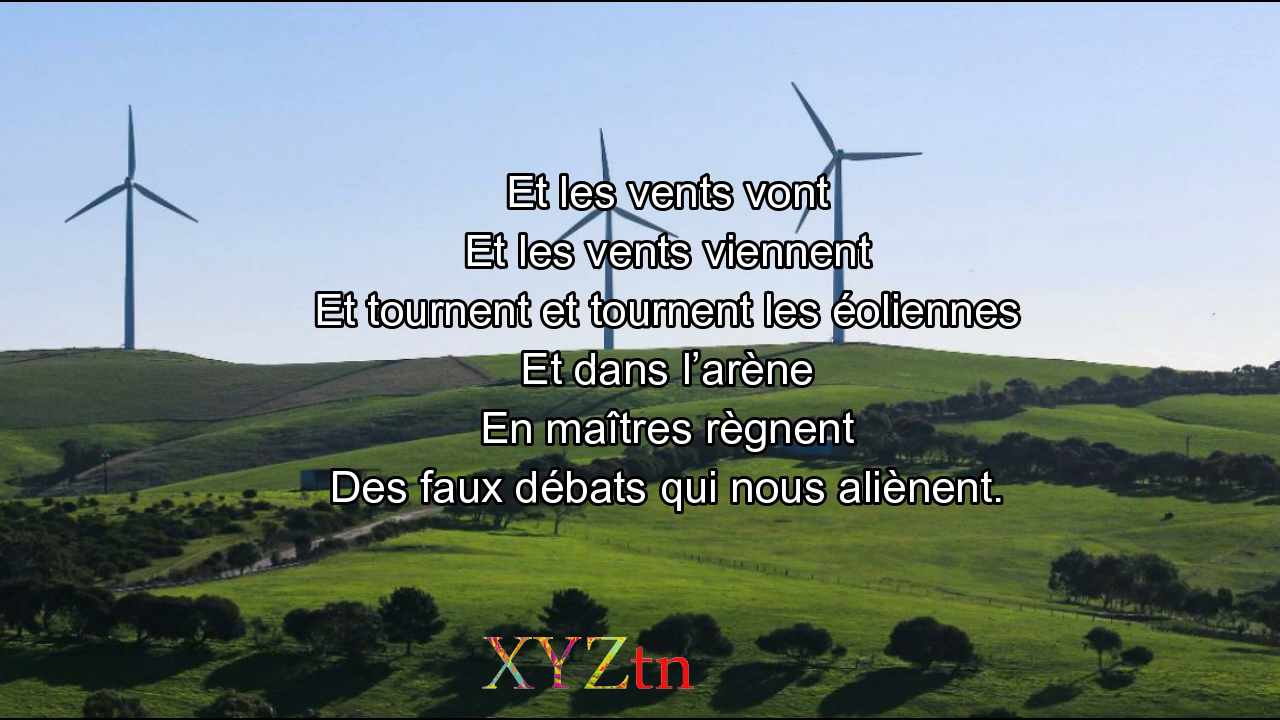 Et les vents vont
Et les vents viennent
Et tournent et tournent les éoliennes
Et dans l’arène
En maîtres règnent
Des faux débats qui nous aliènent.
XYZtn